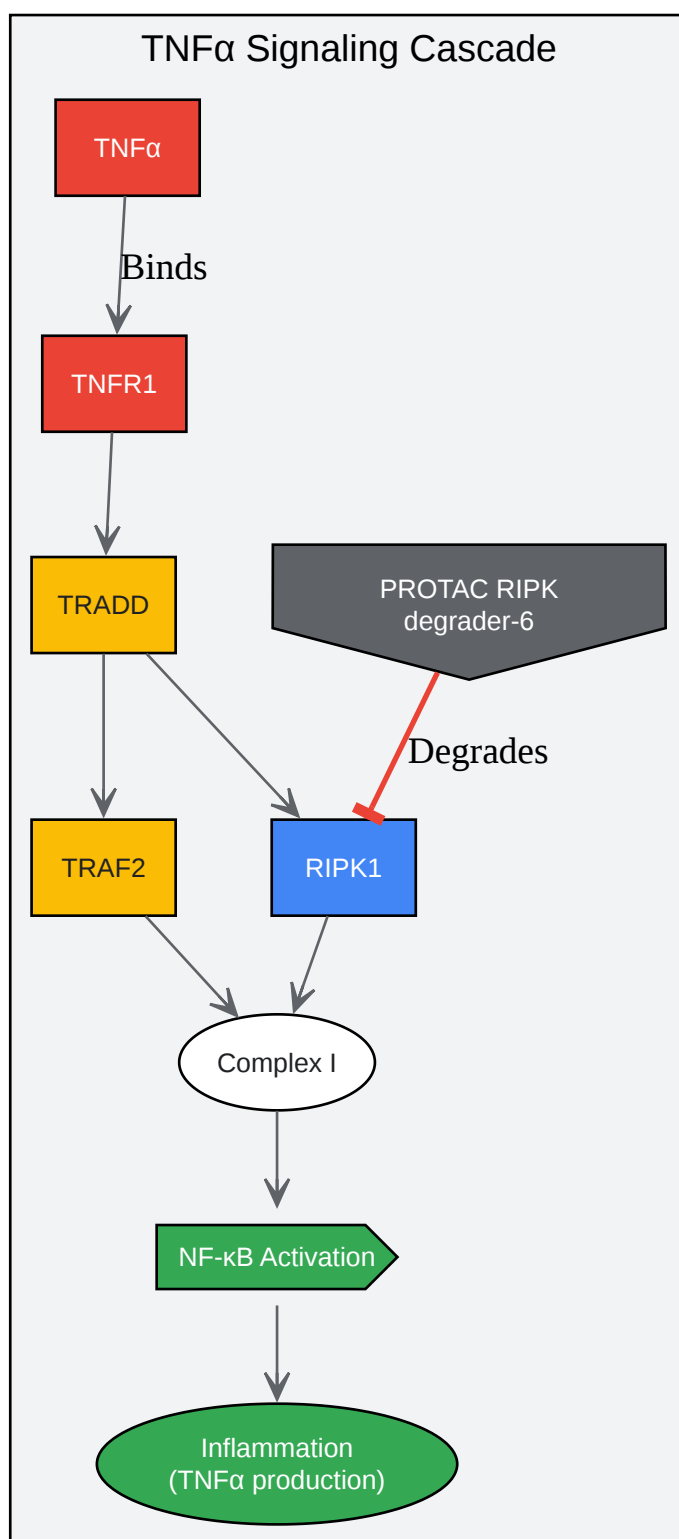 TNFα Signaling Cascade
TNFα
Binds
TNFR1
TRADD
PROTAC RIPK
degrader-6
Degrades
TRAF2
RIPK1
Complex I
NF-κB Activation
Inflammation
(TNFα production)